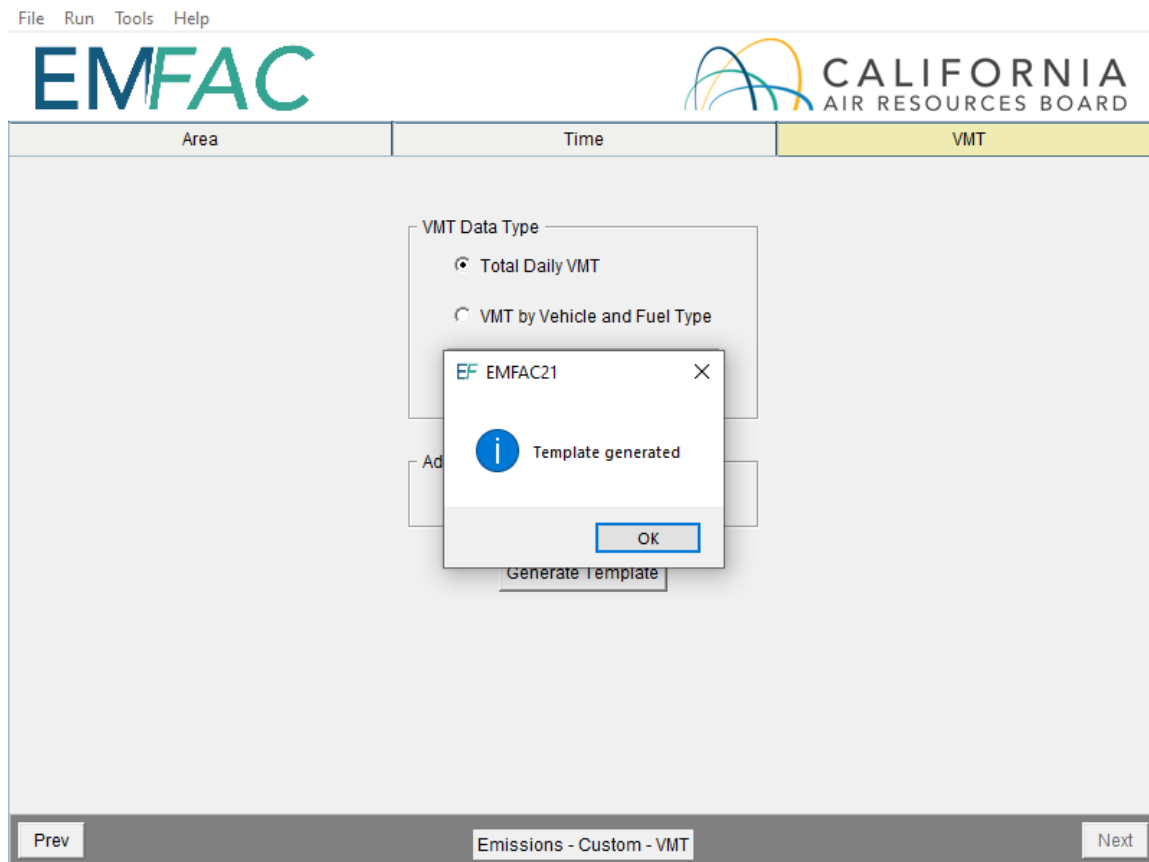 File Run Tools Help
EMFAC
CALIFORNIA
AIR RESOURCES BOARD
Area Time VMT
VMT Data Type
Total Daily VMT
VMT by Vehicle and Fuel Type
EF EMFAC21
Template generated
Ad
OK
Generate Template
Prev Emissions - Custom - VMT Next